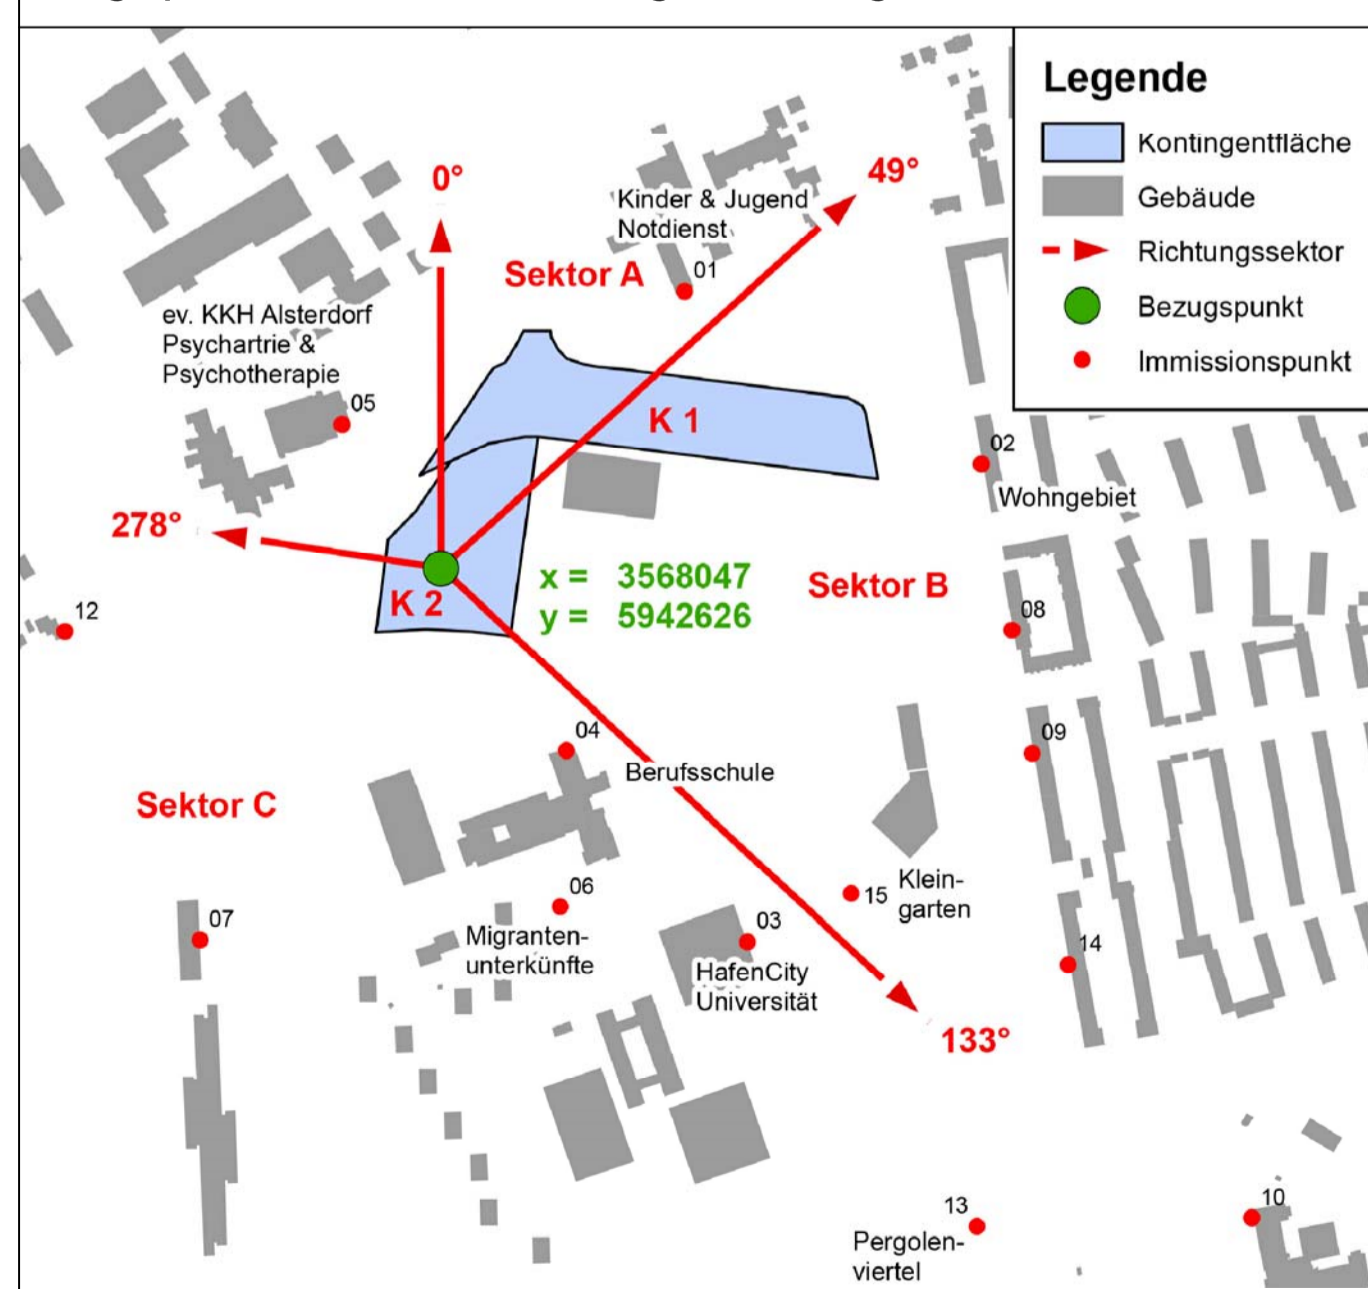 Legende
Kontingentfläche
Gebäude
Richtungssektor
Bezugspunkt
Immissionspunkt
0°
49°
Kinder & Jugend
Notdienst
Sektor A
01
ev. KKH Alsterdorf
Psychartrie &
Psychotherapie
05
K 1
02
Wohngebiet
278°
K 2
x = 3568047
y = 5942626
Sektor B
12
08
04
09
Berufsschule
Sektor C
06
Klein-
garten
15
07
Migranten-
unterkünfte
03
HafenCity
Universität
14
133°
13
10
Pergolen-
viertel